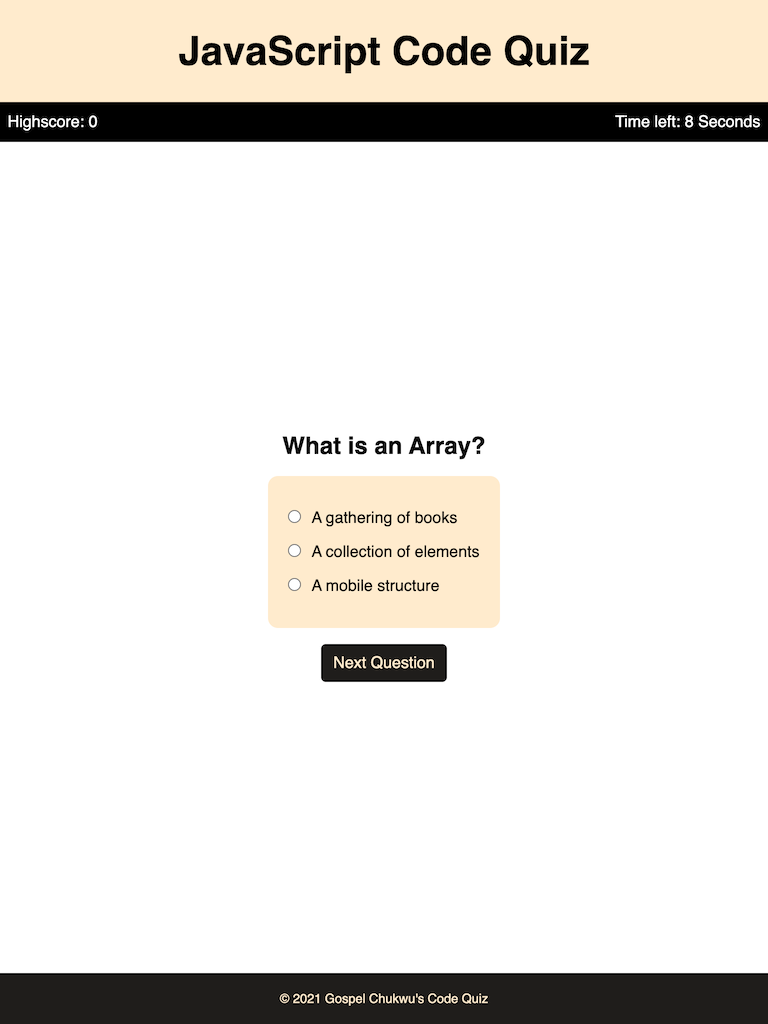 JavaScript Code Quiz
Highscore: 0
Time left: 8 Seconds
What is an Array?
A gathering of books
A collection of elements
A mobile structure
Next Question
© 2021 Gospel Chukwu's Code Quiz